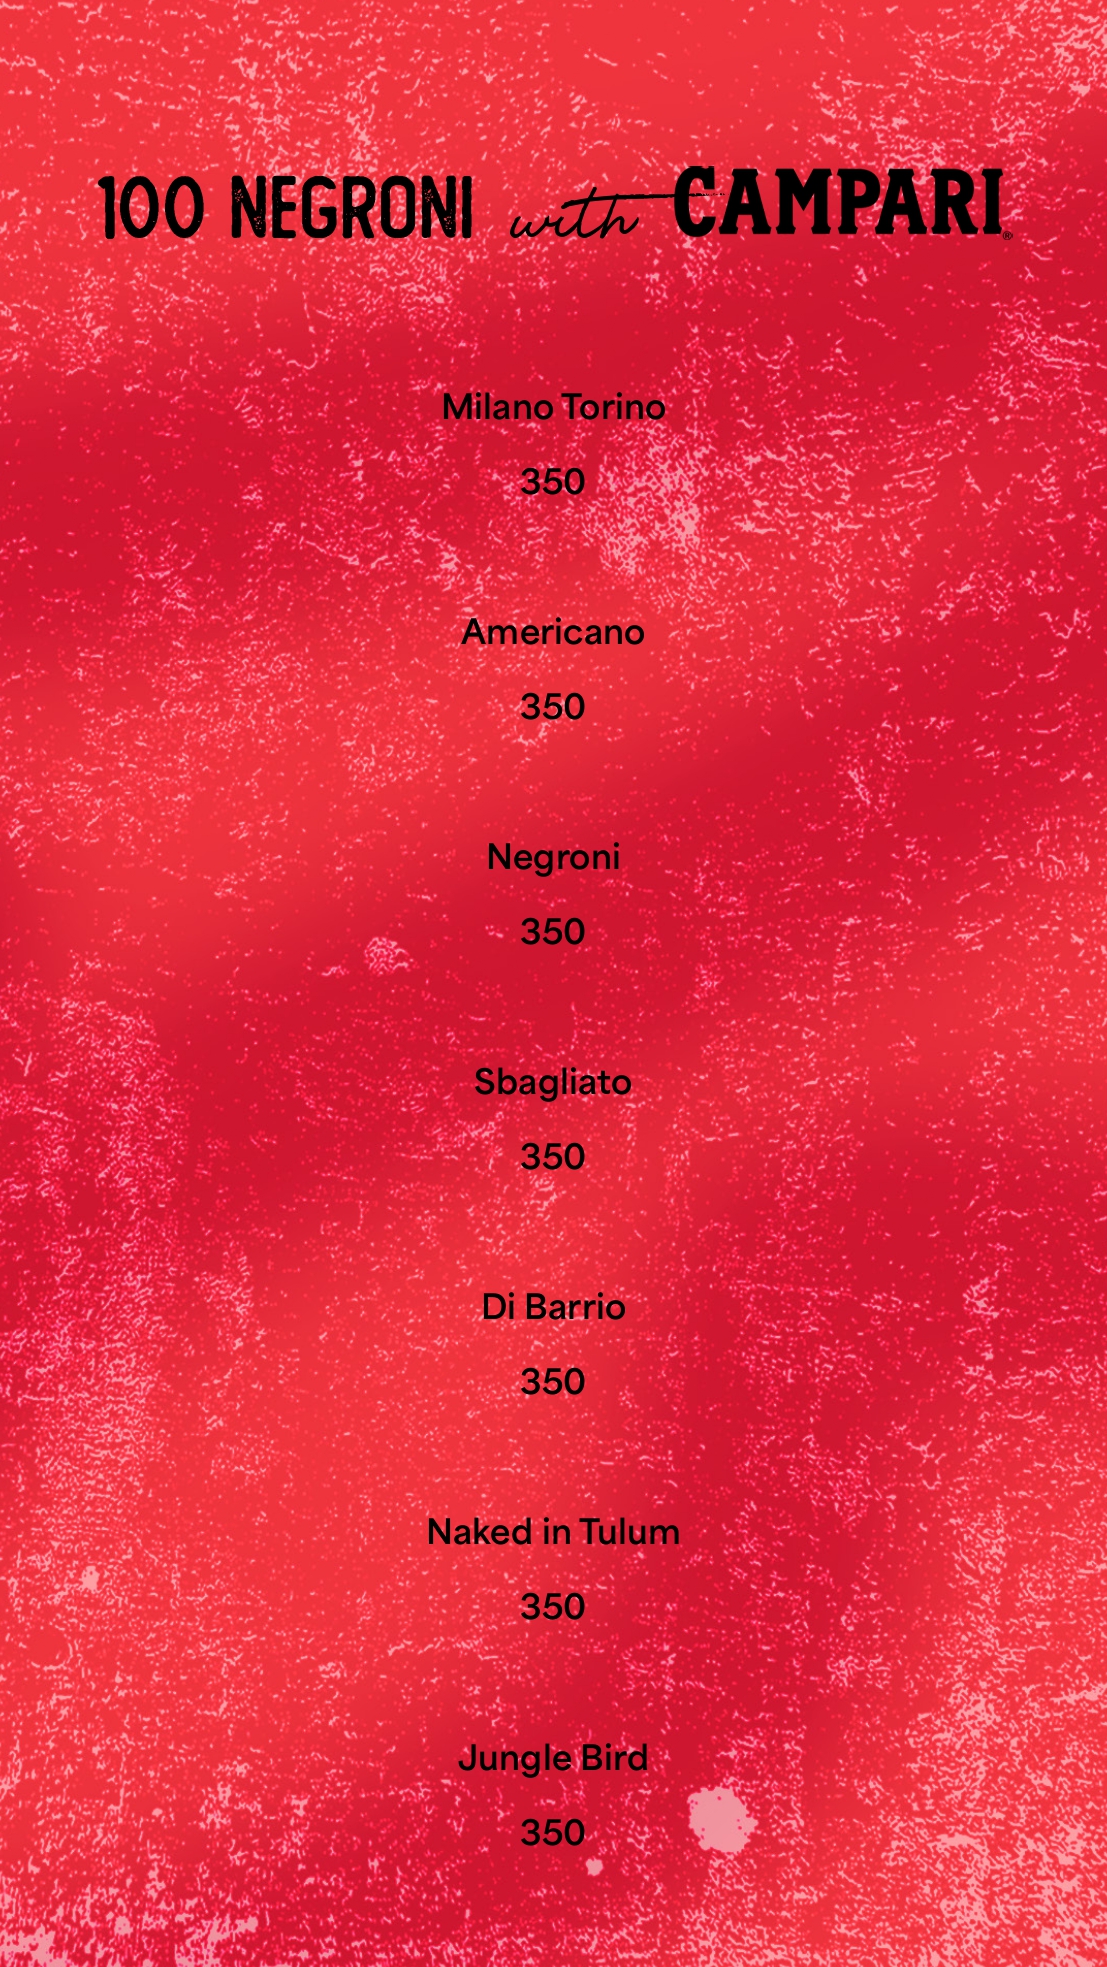 100 NEGRONI with CAMPARI®
Milano Torino
350
Americano
350
Negroni
350
Sbagliato
350
Di Barrio
350
Naked in Tulum
350
Jungle Bird
350